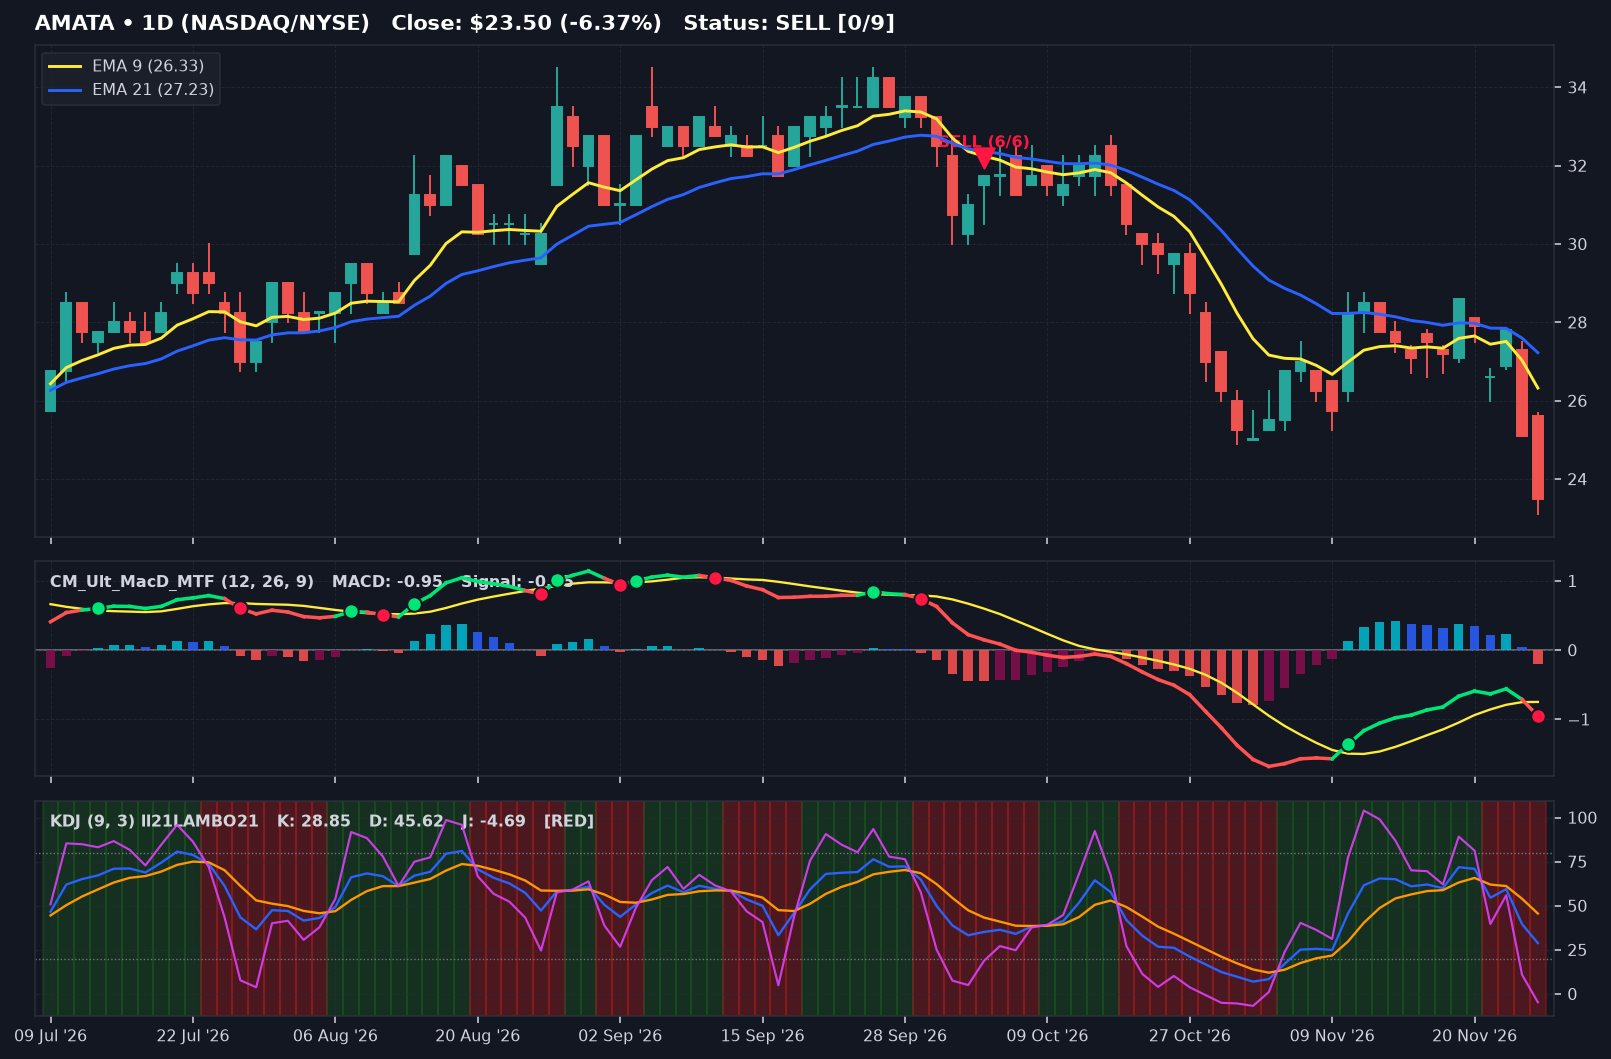 AMATA • 1D (NASDAQ/NYSE)   Close: $23.50 (-6.37%)   Status: SELL [0/9]
EMA 9 (26.33)
EMA 21 (27.23)
SELL (6/6)
34
32
30
28
26
24
CM_Ult_MacD_MTF (12, 26, 9)   MACD: -0.95   Signal: -0.
1
0
−1
KDJ (9, 3) II21LAMBO21   K: 28.85   D: 45.62   J: -4.69   [RED]
100
75
50
25
0
09 Jul '26
22 Jul '26
06 Aug '26
20 Aug '26
02 Sep '26
15 Sep '26
28 Sep '26
09 Oct '26
27 Oct '26
09 Nov '26
20 Nov '26